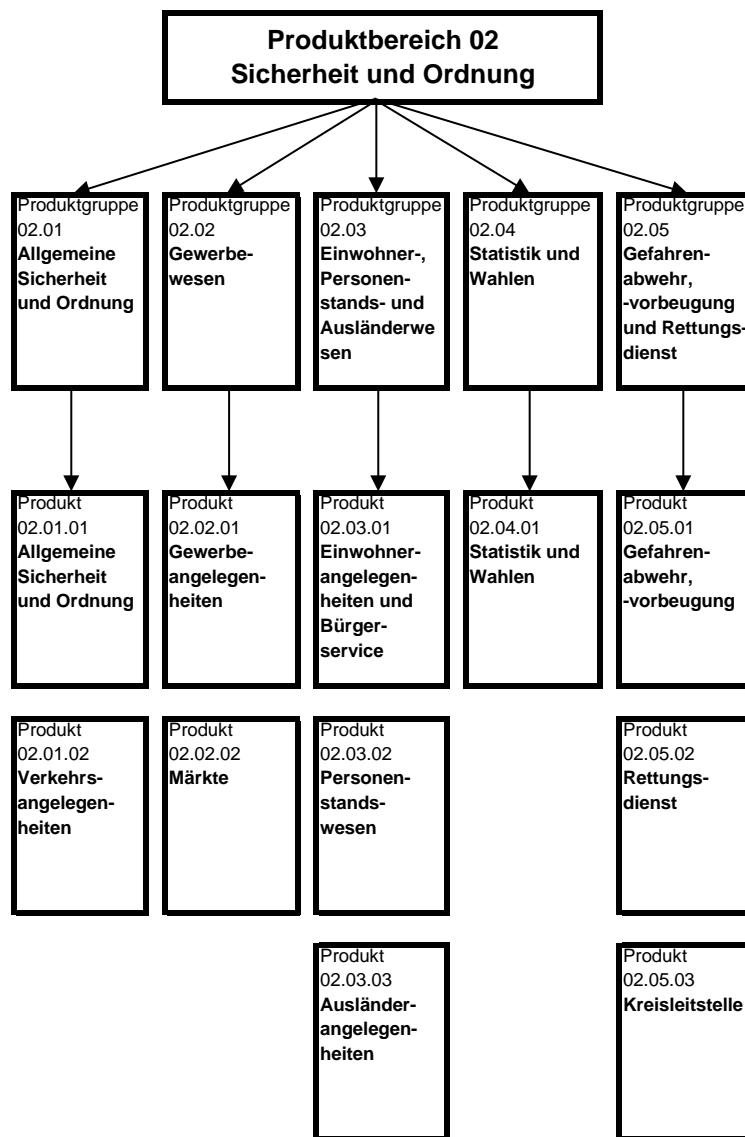 Produktbereich 02
Sicherheit und Ordnung
Produktgruppe
02.01
Allgemeine
Sicherheit
und Ordnung
Produktgruppe
02.02
Gewerbe-
wesen
Produktgruppe
02.03
Einwohner-,
Personen-
stands- und
Ausländerwe
sen
Produktgruppe
02.04
Statistik und
Wahlen
Produktgruppe
02.05
Gefahren-
abwehr,
-vorbeugung
und Rettungs-
dienst
Produkt
02.01.01
Allgemeine
Sicherheit
und Ordnung
Produkt
02.02.01
Gewerbe-
angelegen-
heiten
Produkt
02.03.01
Einwohner-
angelegen-
heiten und
Bürger-
service
Produkt
02.04.01
Statistik und
Wahlen
Produkt
02.05.01
Gefahren-
abwehr,
-vorbeugung
Produkt
02.01.02
Verkehrs-
angelegen-
heiten
Produkt
02.02.02
Märkte
Produkt
02.03.02
Personen-
stands-
wesen
Produkt
02.05.02
Rettungs-
dienst
Produkt
02.03.03
Ausländer-
angelegen-
heiten
Produkt
02.05.03
Kreisleitstelle